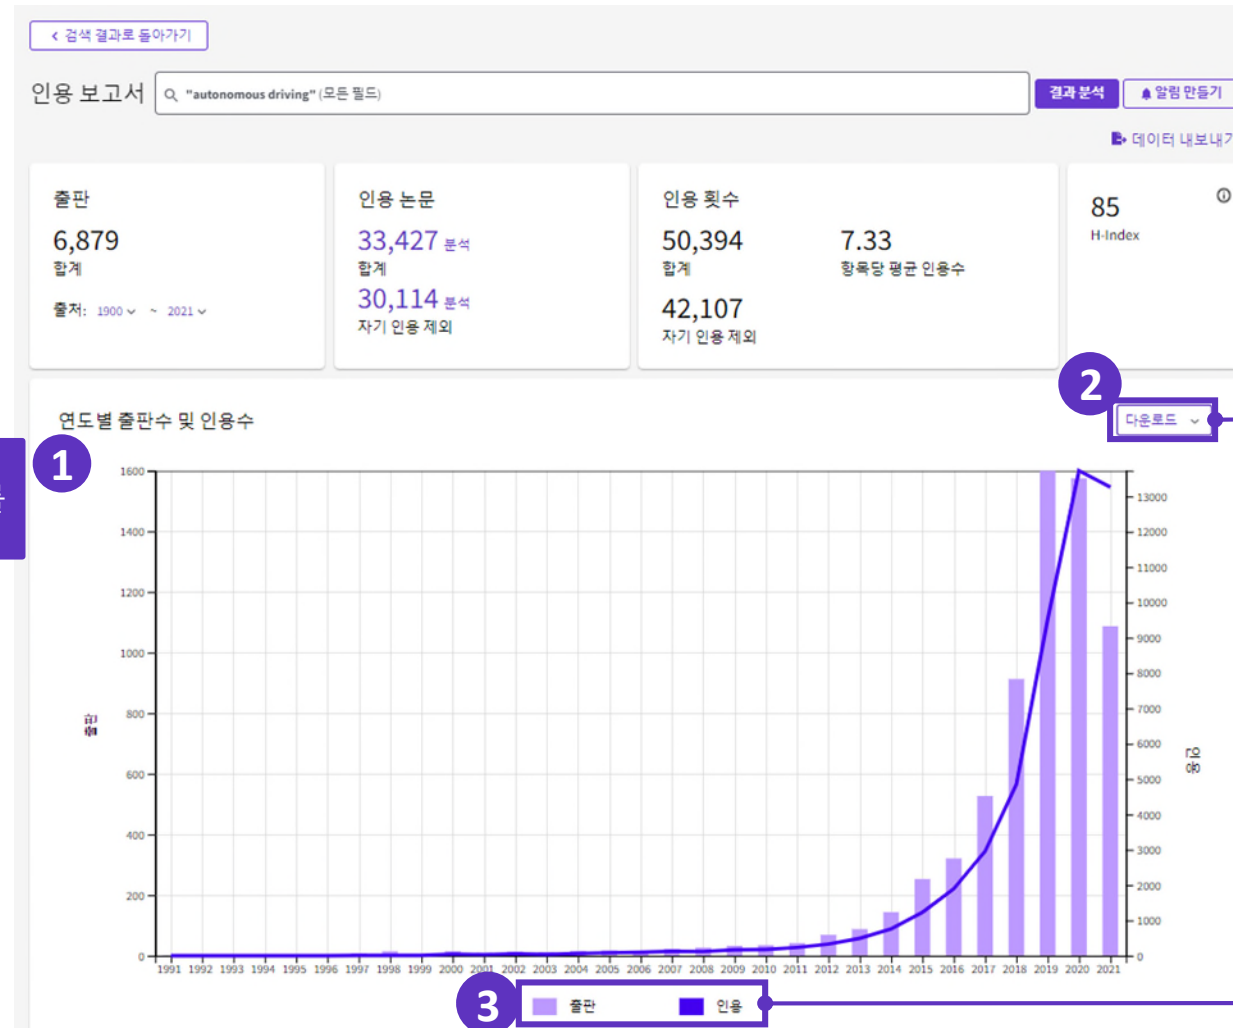 < 검색 결과로 돌아가기
인용 보고서 "autonomous driving" (모든 필드) 결과 분석 알림 만들기
데이터 내보내기
출판
6,879
합계
출처: 1900 ~ 2021
인용 논문
33,427 분석
합계
30,114 분석
자기 인용 제외
인용 횟수
50,394
합계
7.33
항목당 평균 인용수
42,107
자기 인용 제외
85
H-Index
2
연도별 출판수 및 인용수
다운로드
1
1600
1400
1200
1000
800
600
400
200
0
출판
13000
12000
11000
10000
9000
8000
7000
6000
5000
4000
3000
2000
1000
0
인용
1991 1992 1993 1994 1995 1996 1997 1998 1999 2000 2001 2002 2003 2004 2005 2006 2007 2008 2009 2010 2011 2012 2013 2014 2015 2016 2017 2018 2019 2020 2021
3
출판 인용